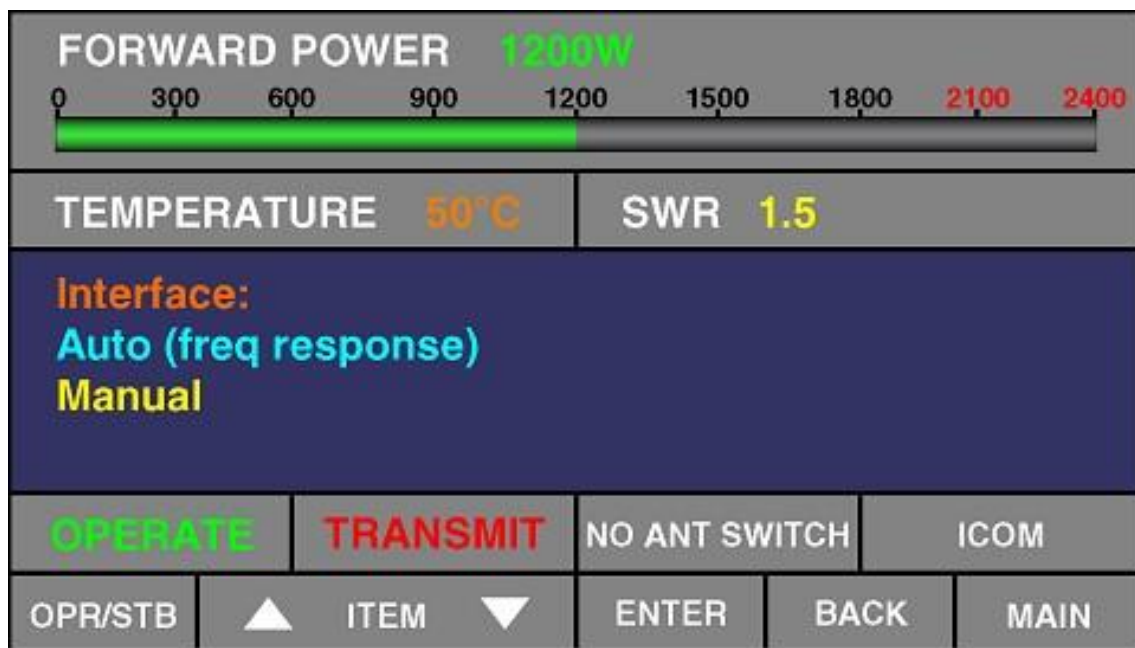 FORWARD POWER 1200W
0 300 600 900 1200 1500 1800 2100 2400
TEMPERATURE 50°C SWR 1.5
Interface:
Auto (freq response)
Manual
OPERATE TRANSMIT NO ANT SWITCH ICOM
OPR/STB ▲ ITEM ▼ ENTER BACK MAIN